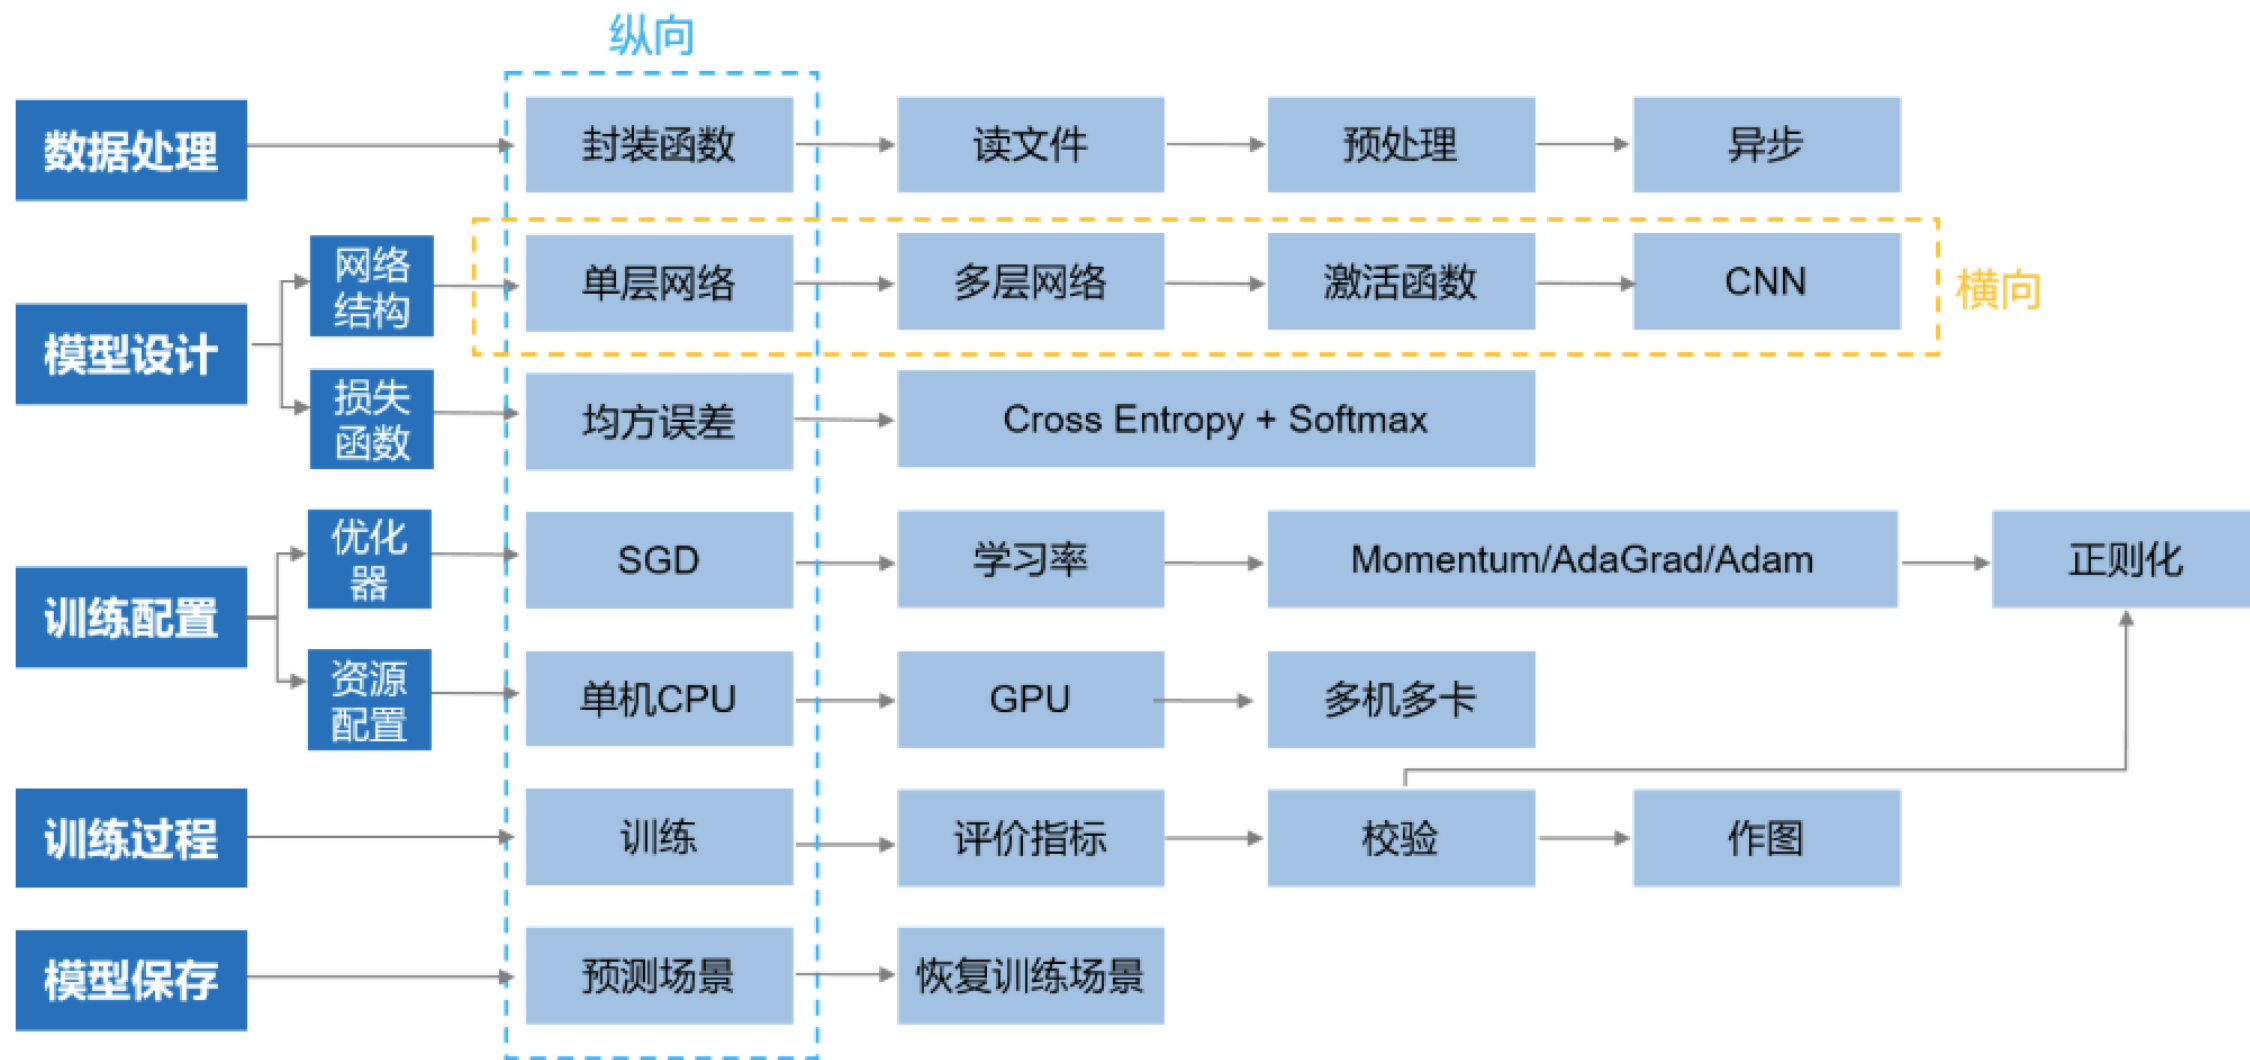 纵向
数据处理
封装函数
读文件
预处理
异步
模型设计
网络
结构
单层网络
多层网络
激活函数
CNN
横向
损失
函数
均方误差
Cross Entropy + Softmax
训练配置
优化
器
SGD
学习率
Momentum/AdaGrad/Adam
正则化
资源
配置
单机CPU
GPU
多机多卡
训练过程
训练
评价指标
校验
作图
模型保存
预测场景
恢复训练场景